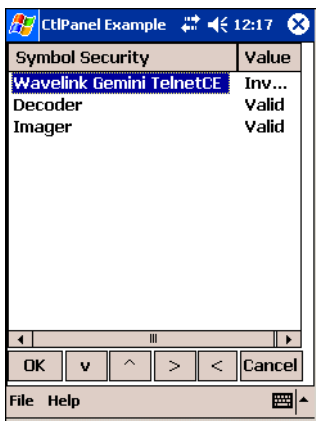 CtlPanel Example 12:17
Symbol Security Value
Wavelink Gemini TelnetCE Inv...
Decoder Valid
Imager Valid
OK v ^ > < Cancel
File Help